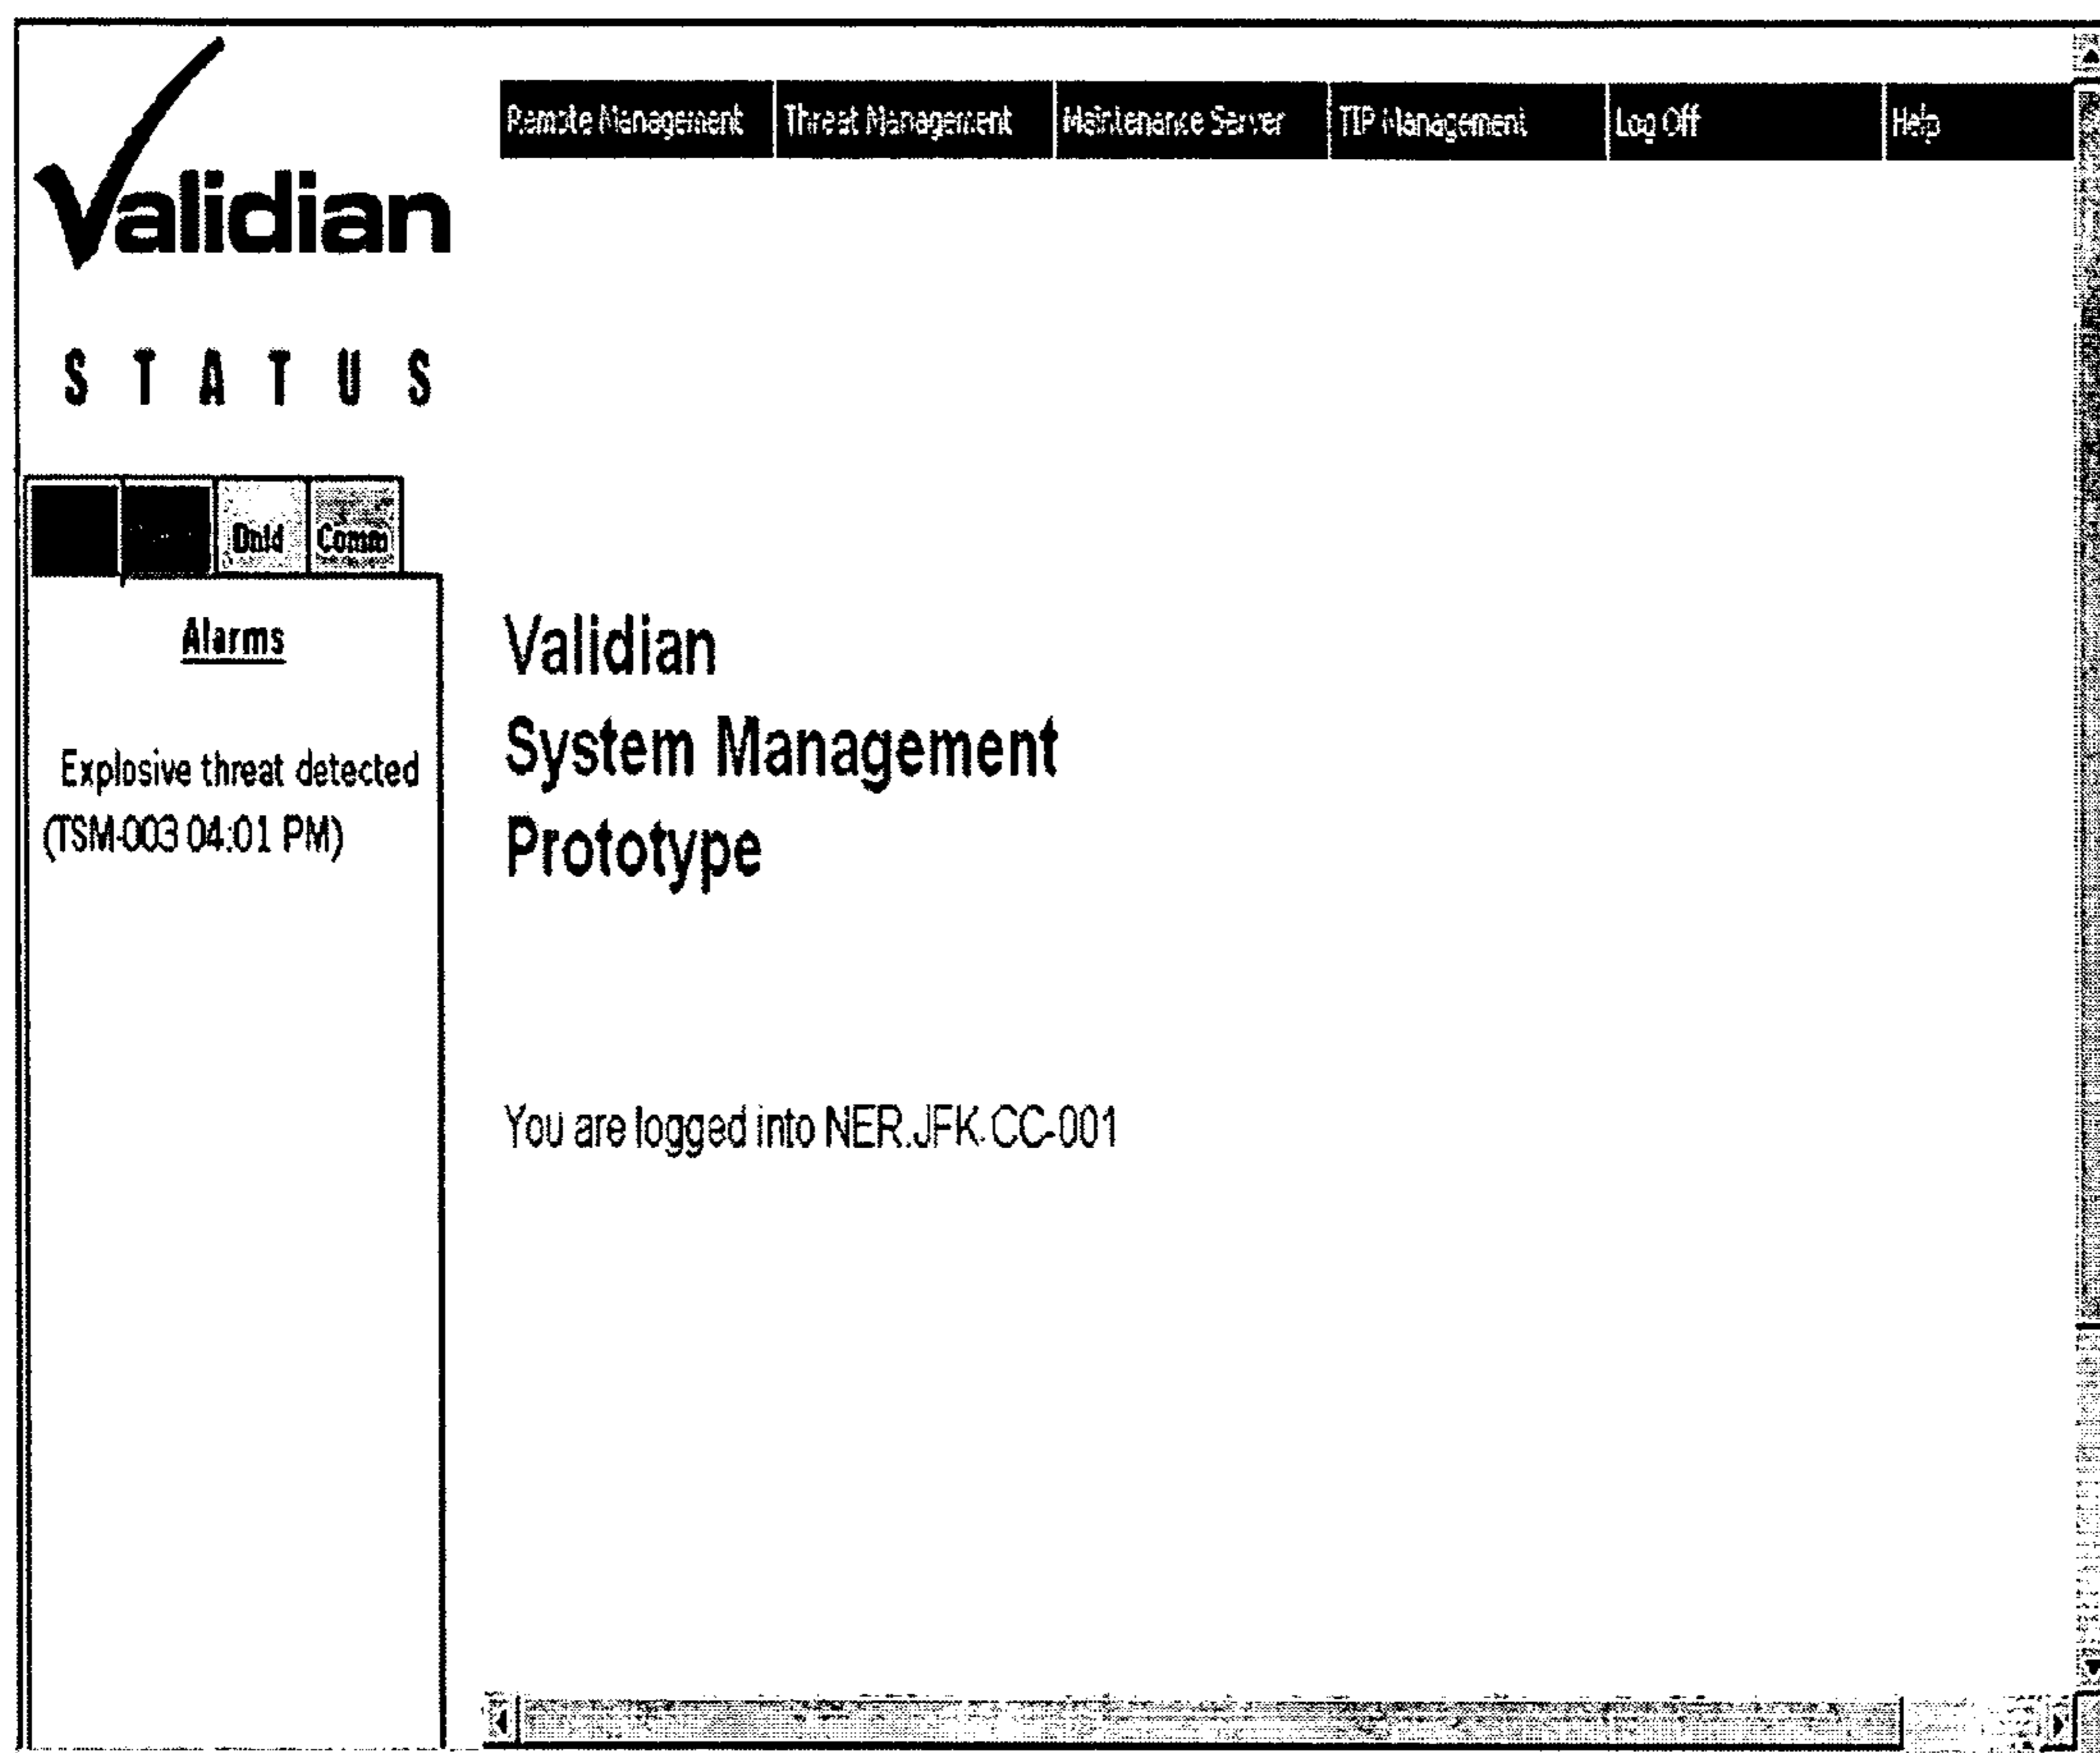 Validian
Remote Management Threat Management Maintenance Server TIP Management Log Off Help
STATUS
Dnld Comm
Alarms
Explosive threat detected
(TSM-003 04:01 PM)
Validian
System Management
Prototype
You are logged into NER.JFK.CC-001